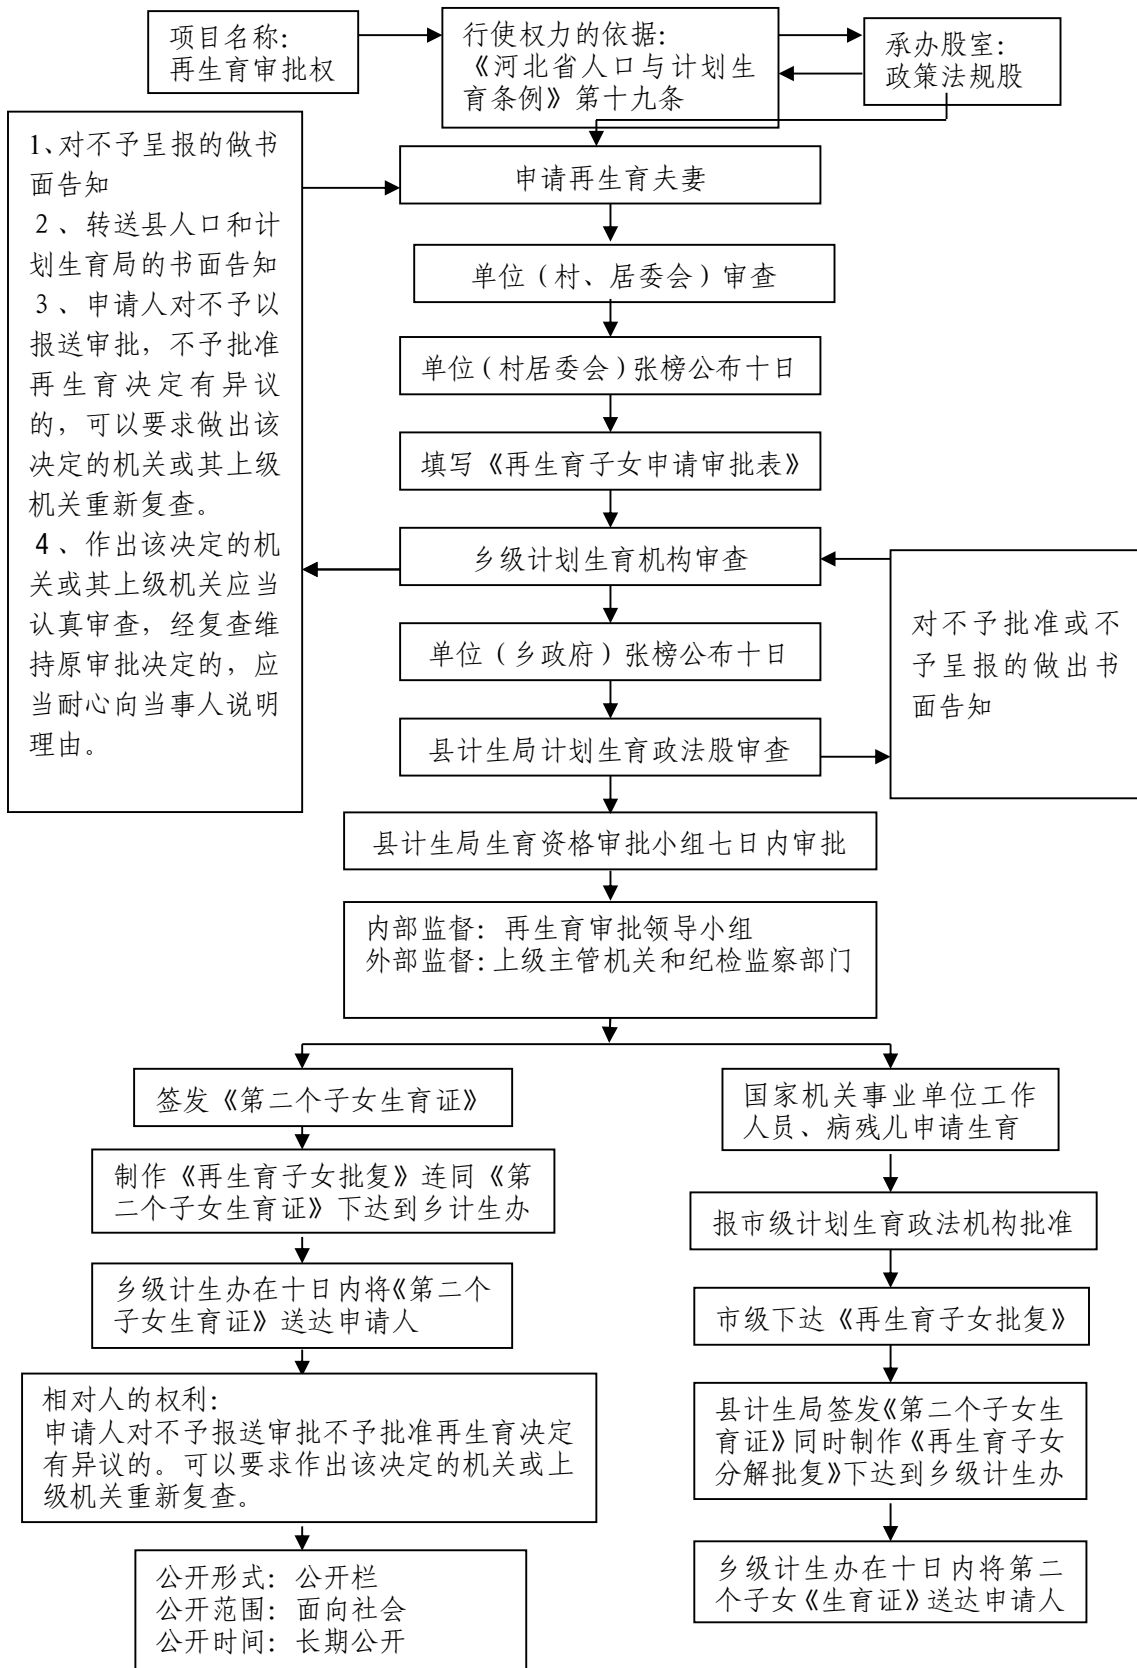 项目名称：
再生育审批权
行使权力的依据：
《河北省人口与计划生
育条例》第十九条
承办股室：
政策法规股
1、对不予呈报的做书
面告知
2、转送县人口和计
划生育局的书面告知
3、申请人对不予以
报送审批，不予批准
再生育决定有异议
的，可以要求做出该
决定的机关或其上级
机关重新复查。
4、作出该决定的机
关或其上级机关应当
认真审查，经复查维
持原审批决定的，应
当耐心向当事人说明
理由。
申请再生育夫妻
单位（村、居委会）审查
单位（村居委会）张榜公布十日
填写《再生育子女申请审批表》
乡级计划生育机构审查
单位（乡政府）张榜公布十日
县计生局计划生育政法股审查
对不予批准或不
予呈报的做出书
面告知
县计生局生育资格审批小组七日内审批
内部监督：再生育审批领导小组
外部监督：上级主管机关和纪检监察部门
签发《第二个子女生育证》
制作《再生育子女批复》连同《第
二个子女生育证》下达到乡计生办
乡级计生办在十日内将《第二个
子女生育证》送达申请人
相对人的权利：
申请人对不予报送审批不予批准再生育决定
有异议的。可以要求作出该决定的机关或上
级机关重新复查。
公开形式：公开栏
公开范围：面向社会
公开时间：长期公开
国家机关事业单位工作
人员、病残儿申请生育
报市级计划生育政法机构批准
市级下达《再生育子女批复》
县计生局签发《第二个子女生
育证》同时制作《再生育子女
分解批复》下达到乡级计生办
乡级计生办在十日内将第二
个子女《生育证》送达申请人